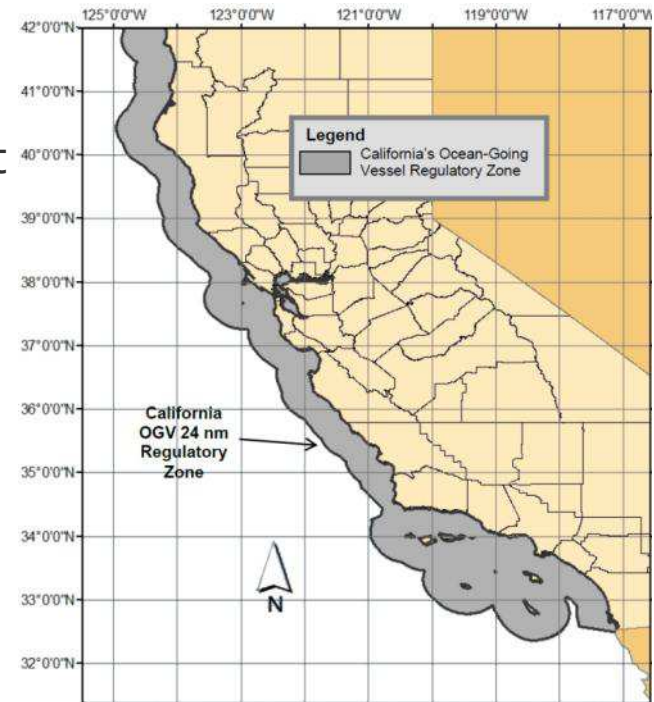 125°0'0"W 123°0'0"W 121°0'0"W 119°0'0"W 117°0'0"W
42°0'0"N
41°0'0"N
40°0'0"N
39°0'0"N
38°0'0"N
37°0'0"N
36°0'0"N
35°0'0"N
34°0'0"N
33°0'0"N
32°0'0"N
t
Legend
California's Ocean-Going
Vessel Regulatory Zone
California
OGV 24 nm
Regulatory
Zone
N